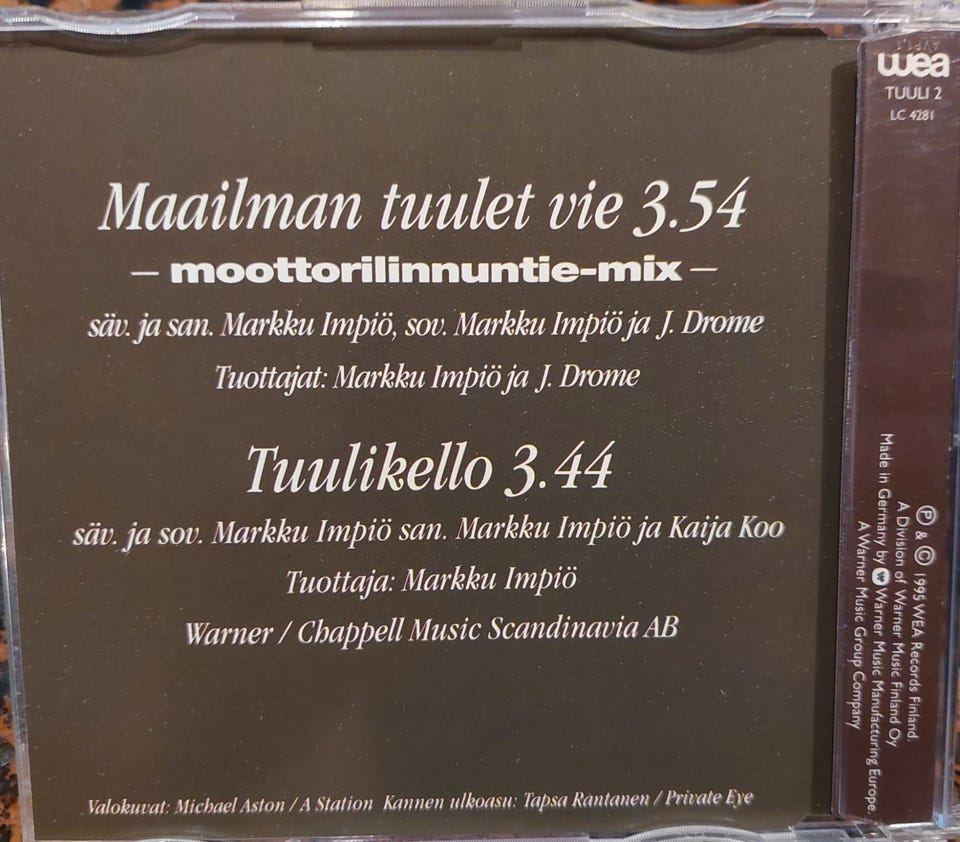 Maailman tuulet vie 3.54
– moottorilinnuntie-mix –
säv. ja san. Markku Impiö, sov. Markku Impiö ja J. Drome
Tuottajat: Markku Impiö ja J. Drome
Tuulikello 3.44
säv. ja sov. Markku Impiö san. Markku Impiö ja Kaija Koo
Tuottaja: Markku Impiö
Warner / Chappell Music Scandinavia AB
Valokuvat: Michael Aston / A Station Kannen ulkoasu: Tapsa Rantanen / Private Eye
wea
TUULI 2
LC 4281
Ⓟ & © 1995 WEA Records Finland.
A Division of Warner Music Finland Oy
Made in Germany by Warner Music Manufacturing Europe.
A Warner Music Group Company